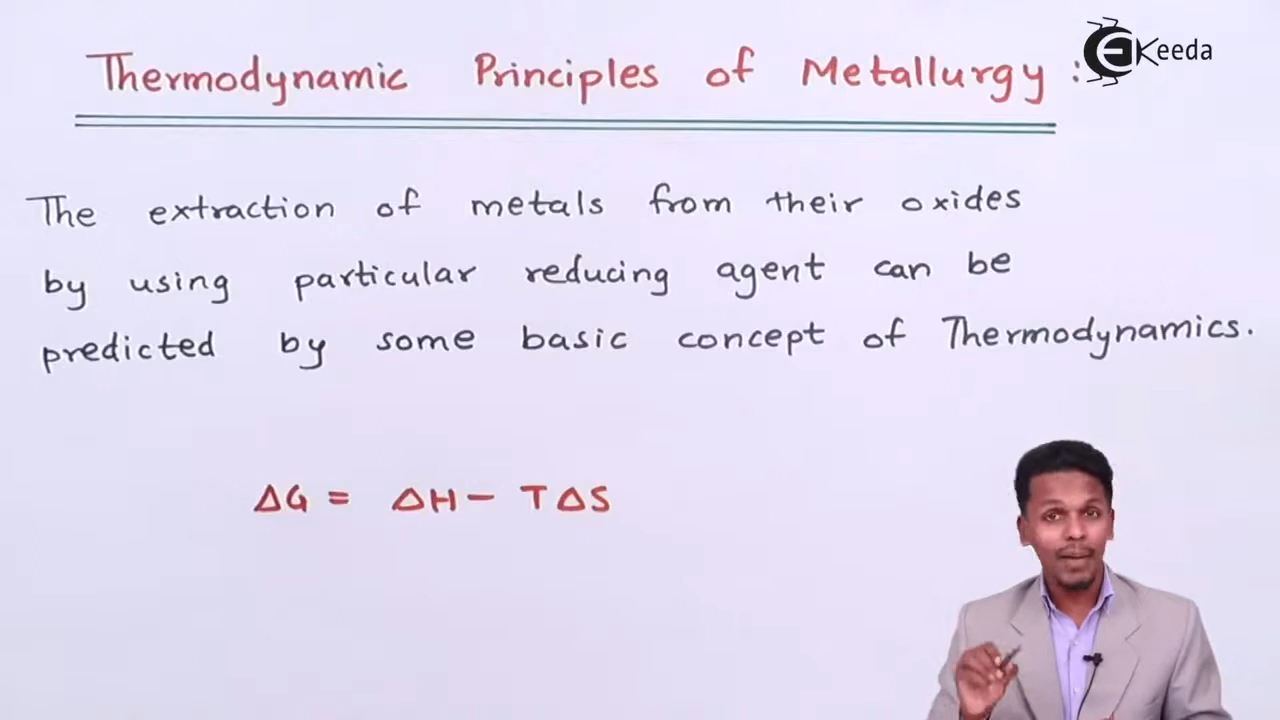 Thermodynamic Principles of Metallurgy :
Ekeeda
The extraction of metals from their oxides
by using particular reducing agent can be
predicted by some basic concept of Thermodynamics.
ΔG = ΔH - TΔS